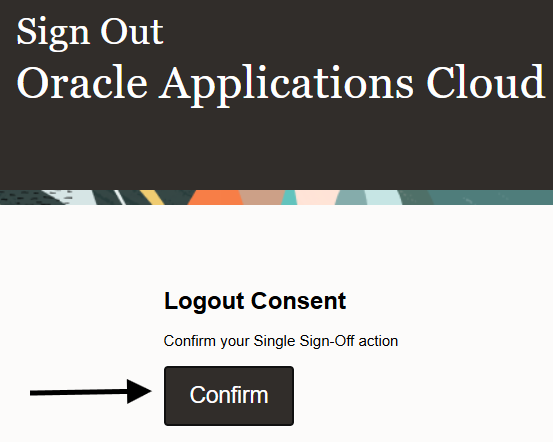 Sign Out
Oracle Applications Cloud
Logout Consent
Confirm your Single Sign-Off action
Confirm